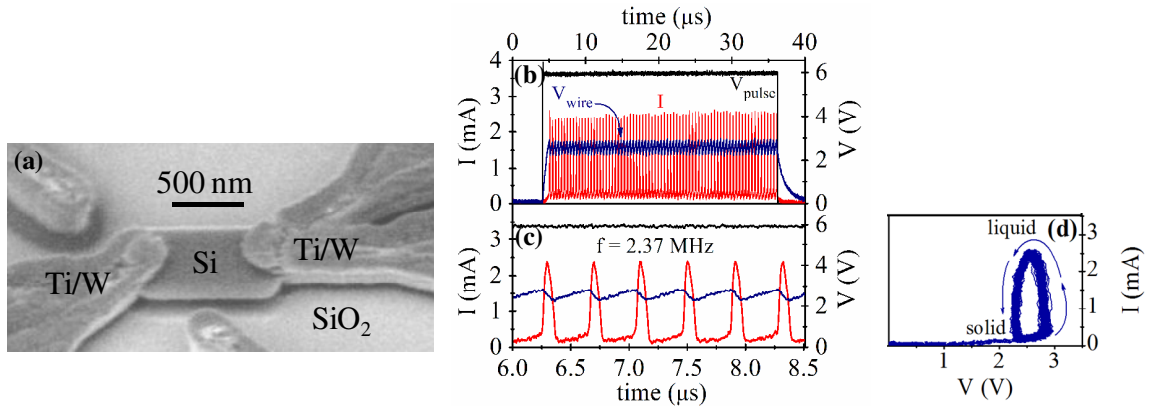 (a)
500 nm
Si
Ti/W
Ti/W
SiO2
time (µs)
0 10 20 30 40
(b)
4
3
2
1
0
I (mA)
Vpulse
Vwire
I
6
4
2
0
V (V)
(c)
f = 2.37 MHz
3
2
1
0
I (mA)
6
4
2
0
V (V)
6.0 6.5 7.0 7.5 8.0 8.5
time (µs)
(d)
liquid
solid
3
2
1
0
I (mA)
1 2 3
V (V)